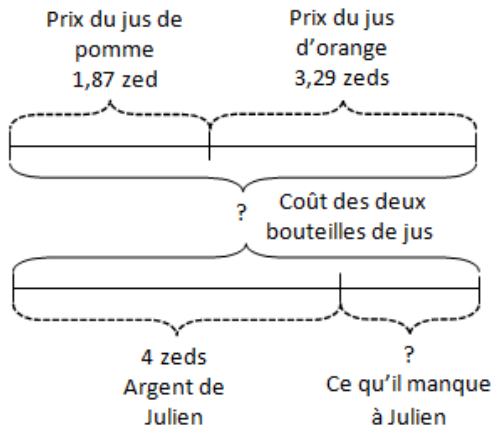 Prix du jus de
pomme
1,87 zed
Prix du jus
d'orange
3,29 zeds
?
Coût des deux
bouteilles de jus
4 zeds
Argent de
Julien
?
Ce qu'il manque
à Julien